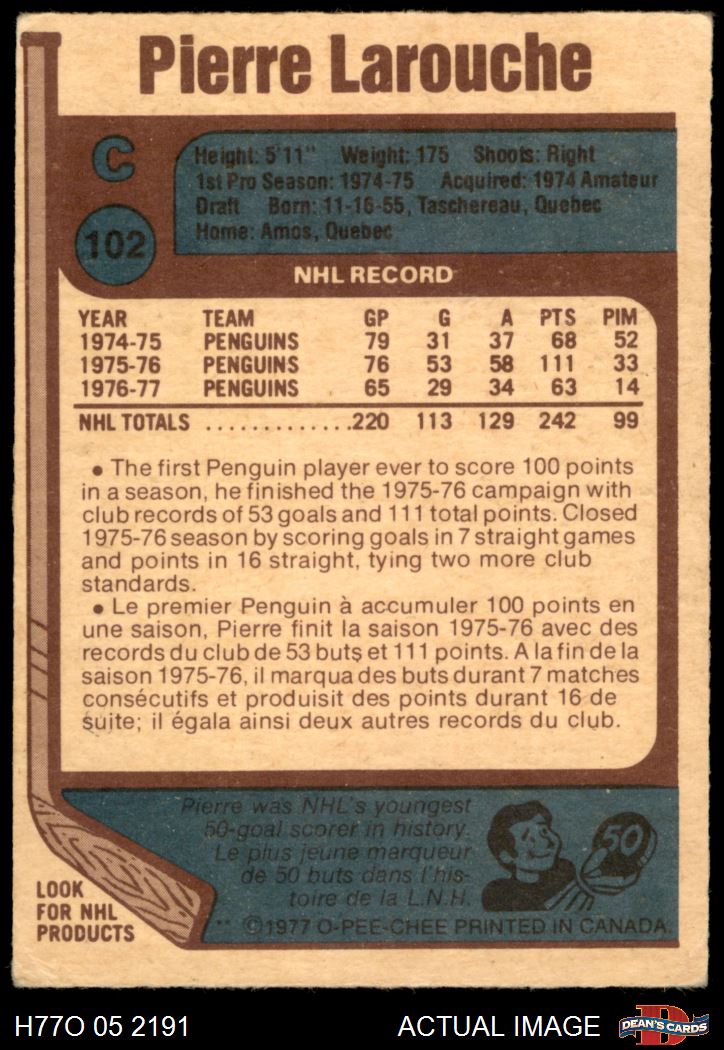 Pierre Larouche
C
102
Height: 5'11" Weight: 175 Shoots: Right
1st Pro Season: 1974-75 Acquired: 1974 Amateur
Draft Born: 11-16-55, Taschereau, Quebec
Home: Amos, Quebec
NHL RECORD
YEAR TEAM GP G A PTS PIM
1974-75 PENGUINS 79 31 37 68 52
1975-76 PENGUINS 76 53 58 111 33
1976-77 PENGUINS 65 29 34 63 14
NHL TOTALS .............220 113 129 242 99
• The first Penguin player ever to score 100 points
in a season, he finished the 1975-76 campaign with
club records of 53 goals and 111 total points. Closed
1975-76 season by scoring goals in 7 straight games
and points in 16 straight, tying two more club
standards.
• Le premier Penguin à accumuler 100 points en
une saison, Pierre finit la saison 1975-76 avec des
records du club de 53 buts et 111 points. A la fin de la
saison 1975-76, il marqua des buts durant 7 matches
consécutifs et produisit des points durant 16 de
suite; il égala ainsi deux autres records du club.
Pierre was NHL's youngest
50-goal scorer in history.
Le plus jeune marqueur
de 50 buts dans l'his-
toire de la L.N.H.
50
LOOK
FOR NHL
PRODUCTS
** ©1977 O-PEE-CHEE PRINTED IN CANADA.
H77O 05 2191 ACTUAL IMAGE
D
DEAN'S CARDS